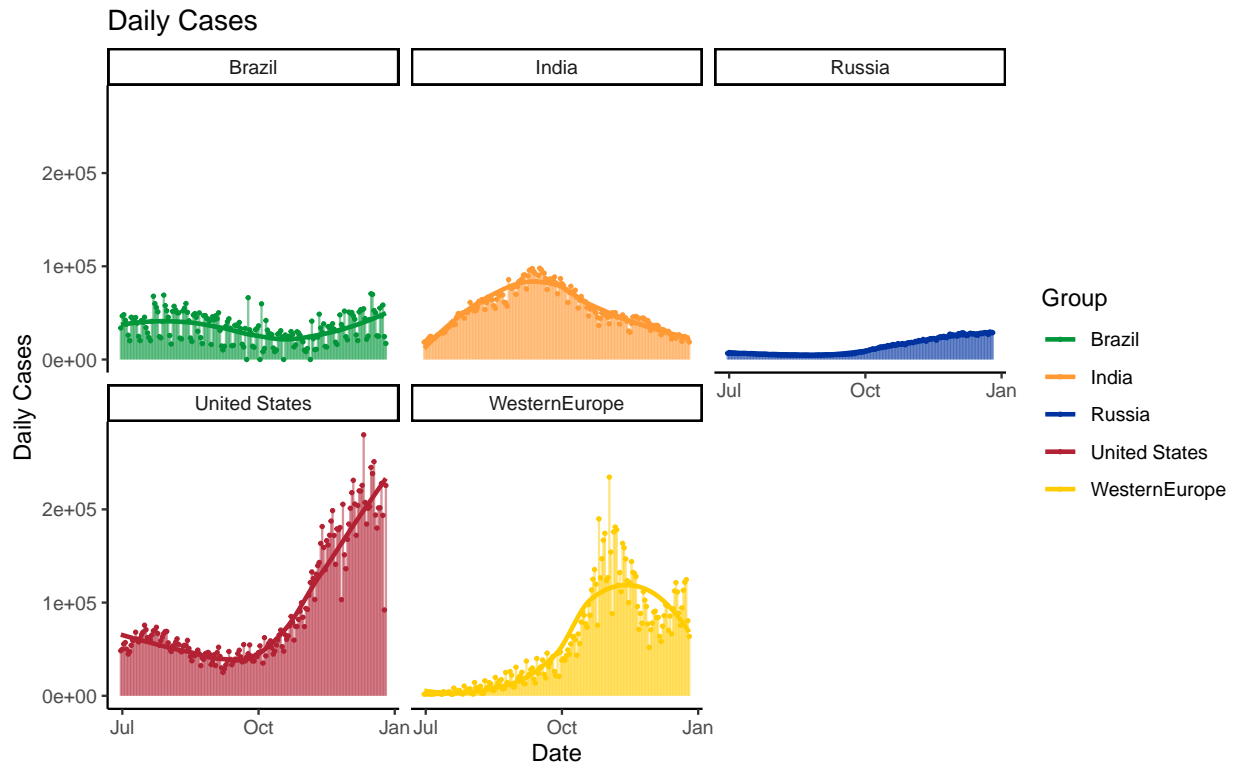 Daily Cases
Brazil
India
Russia
2e+05
1e+05
0e+00
Jul
Oct
Jan
United States
WesternEurope
2e+05
1e+05
0e+00
Jul
Oct
Jan
Jul
Oct
Jan
Date
Daily Cases
Group
Brazil
India
Russia
United States
WesternEurope